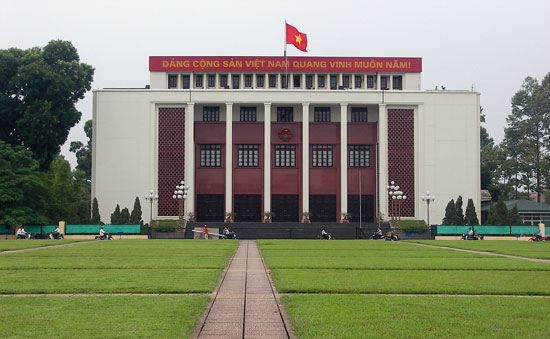 ĐẢNG CỘNG SẢN VIỆT NAM QUANG VINH MUÔN NĂM!